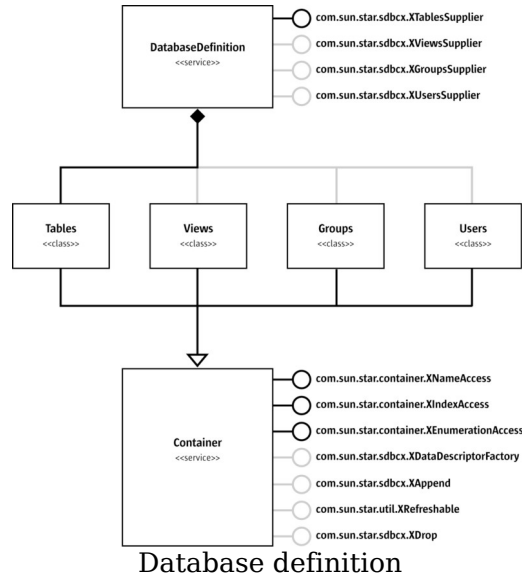 DatabaseDefinition
<<service>>
com.sun.star.sdbcx.XTablesSupplier
com.sun.star.sdbcx.XViewsSupplier
com.sun.star.sdbcx.XGroupsSupplier
com.sun.star.sdbcx.XUsersSupplier
Tables
<<class>>
Views
<<class>>
Groups
<<class>>
Users
<<class>>
Container
<<service>>
com.sun.star.container.XNameAccess
com.sun.star.container.XIndexAccess
com.sun.star.container.XEnumerationAccess
com.sun.star.sdbcx.XDataDescriptorFactory
com.sun.star.sdbcx.XAppend
com.sun.star.util.XRefreshable
com.sun.star.sdbcx.XDrop
Database definition